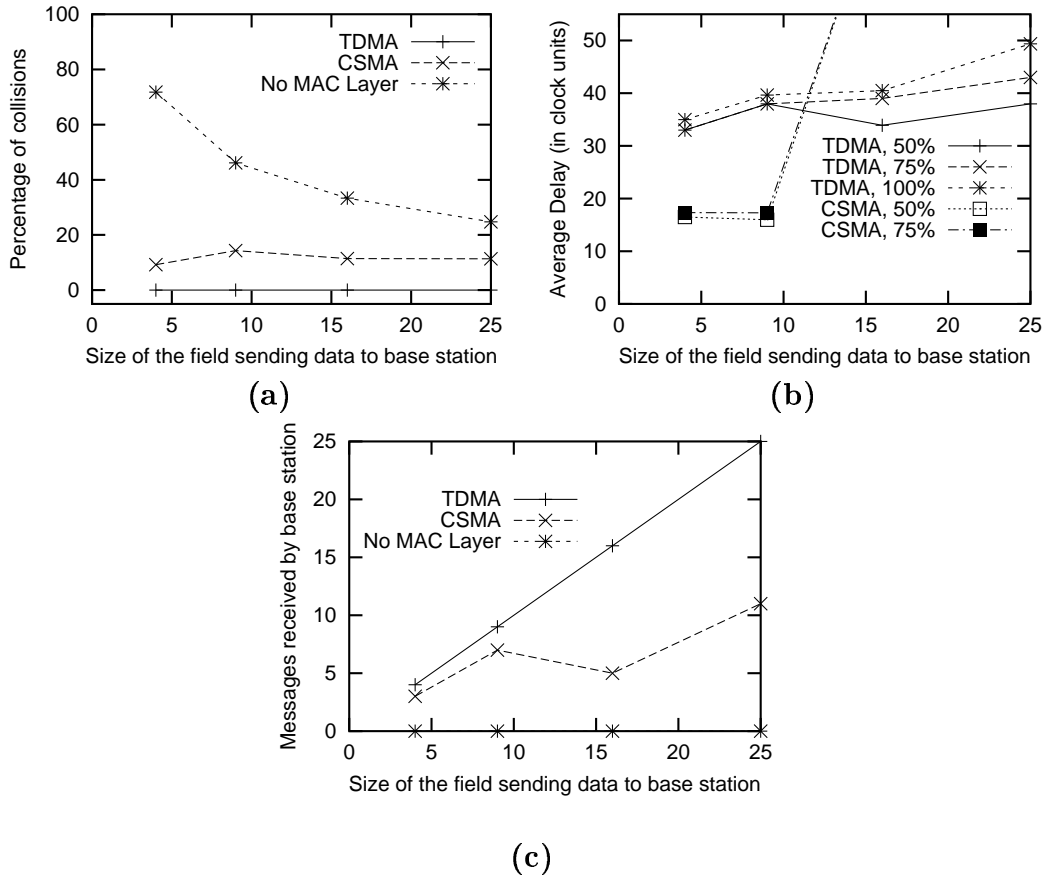 Percentage of collisions
100
80
60
40
20
0
TDMA
CSMA
No MAC Layer
0 5 10 15 20 25
Size of the field sending data to base station
(a)
Average Delay (in clock units)
50
40
30
20
10
0
TDMA, 50%
TDMA, 75%
TDMA, 100%
CSMA, 50%
CSMA, 75%
0 5 10 15 20 25
Size of the field sending data to base station
(b)
Messages received by base station
25
20
15
10
5
0
TDMA
CSMA
No MAC Layer
0 5 10 15 20 25
Size of the field sending data to base station
(c)